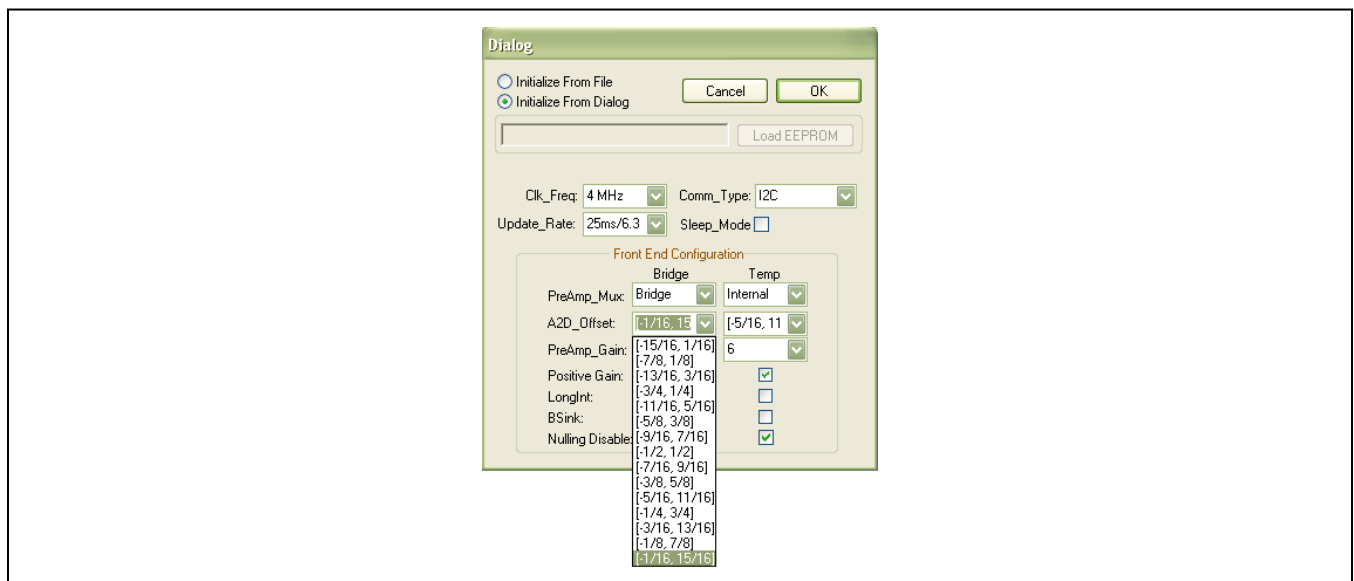 Dialog
Initialize From File
Initialize From Dialog
Cancel
OK
Load EEPROM
Clk_Freq: 4 MHz Comm_Type: I2C
Update_Rate: 25ms/6.3 Sleep_Mode
Front End Configuration
Bridge Temp
PreAmp_Mux: Bridge Internal
A2D_Offset: [-1/16, 15 [-5/16, 11
PreAmp_Gain: 6
Positive Gain:
LongInt:
BSink:
Nulling Disable:
[-15/16, 1/16]
[-7/8, 1/8]
[-13/16, 3/16]
[-3/4, 1/4]
[-11/16, 5/16]
[-5/8, 3/8]
[-9/16, 7/16]
[-1/2, 1/2]
[-7/16, 9/16]
[-3/8, 5/8]
[-5/16, 11/16]
[-1/4, 3/4]
[-3/16, 13/16]
[-1/8, 7/8]
[-1/16, 15/16]